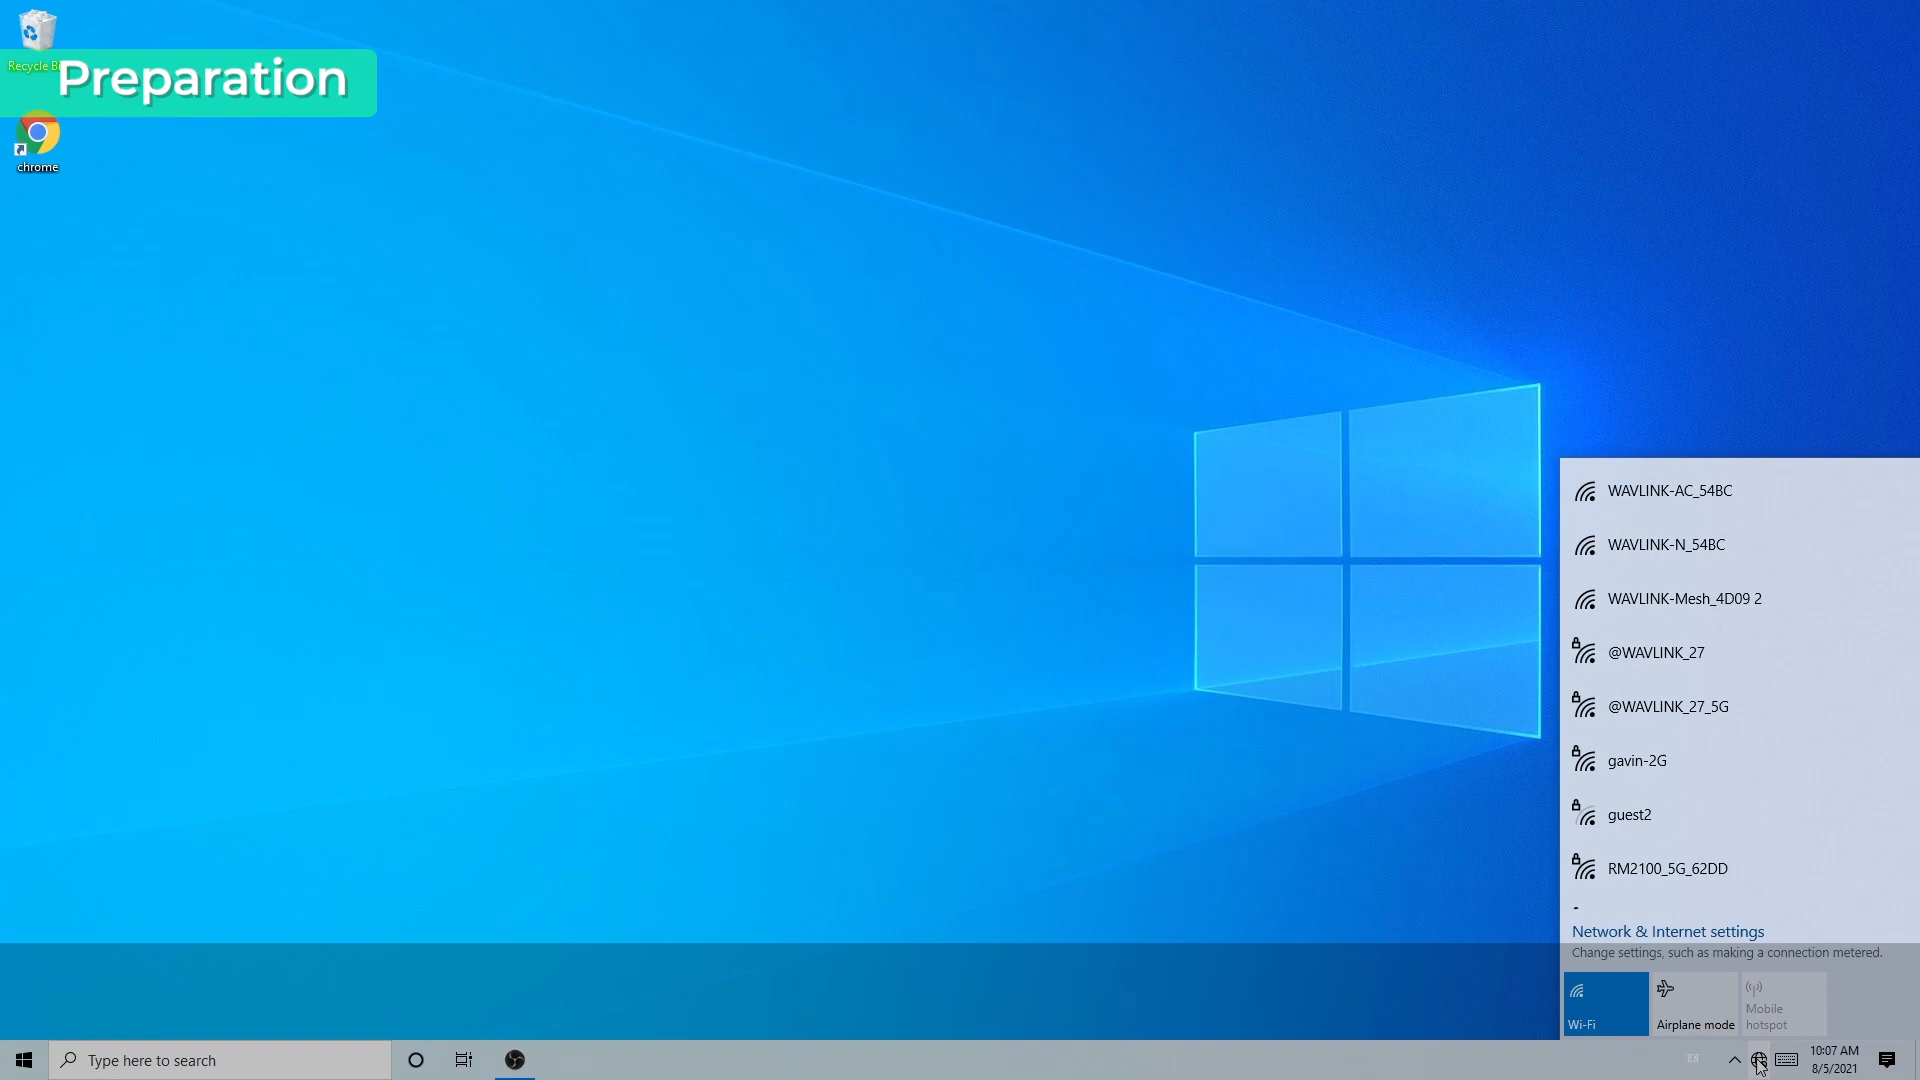 Recycle B
Preparation
chrome
WAVLINK-AC_54BC
WAVLINK-N_54BC
WAVLINK-Mesh_4D09 2
@WAVLINK_27
@WAVLINK_27_5G
gavin-2G
guest2
RM2100_5G_62DD
Network & Internet settings
Change settings, such as making a connection metered.
Wi-Fi
Airplane mode
Mobile
hotspot
Type here to search
EN
10:07 AM
8/5/2021